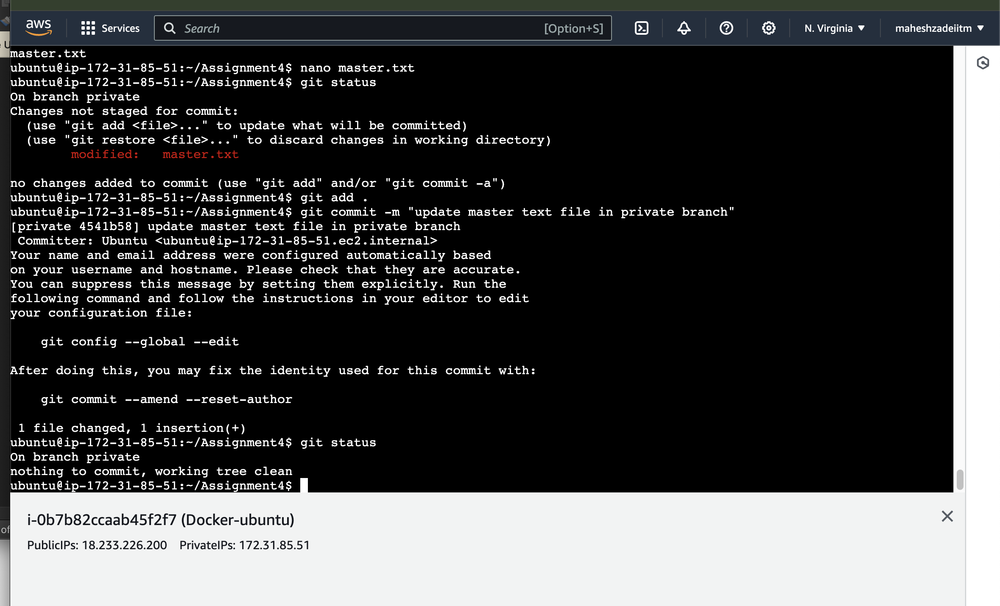 aws
Services
Search
[Option+S]
N. Virginia
maheshzadeiitm
master.txt
ubuntu@ip-172-31-85-51:~/Assignment4$ nano master.txt
ubuntu@ip-172-31-85-51:~/Assignment4$ git status
On branch private
Changes not staged for commit:
  (use "git add <file>..." to update what will be committed)
  (use "git restore <file>..." to discard changes in working directory)
        modified:   master.txt
no changes added to commit (use "git add" and/or "git commit -a")
ubuntu@ip-172-31-85-51:~/Assignment4$ git add .
ubuntu@ip-172-31-85-51:~/Assignment4$ git commit -m "update master text file in private branch"
[private 4541b58] update master text file in private branch
 Committer: Ubuntu <ubuntu@ip-172-31-85-51.ec2.internal>
Your name and email address were configured automatically based
on your username and hostname. Please check that they are accurate.
You can suppress this message by setting them explicitly. Run the
following command and follow the instructions in your editor to edit
your configuration file:
    git config --global --edit
After doing this, you may fix the identity used for this commit with:
    git commit --amend --reset-author
 1 file changed, 1 insertion(+)
ubuntu@ip-172-31-85-51:~/Assignment4$ git status
On branch private
nothing to commit, working tree clean
ubuntu@ip-172-31-85-51:~/Assignment4$
i-0b7b82ccaab45f2f7 (Docker-ubuntu)
of
PublicIPs: 18.233.226.200 PrivateIPs: 172.31.85.51